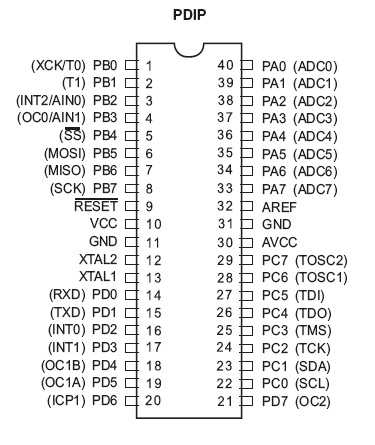 PDIP
(XCK/T0) PB0 1 40 PA0 (ADC0)
(T1) PB1 2 39 PA1 (ADC1)
(INT2/AIN0) PB2 3 38 PA2 (ADC2)
(OC0/AIN1) PB3 4 37 PA3 (ADC3)
(SS) PB4 5 36 PA4 (ADC4)
(MOSI) PB5 6 35 PA5 (ADC5)
(MISO) PB6 7 34 PA6 (ADC6)
(SCK) PB7 8 33 PA7 (ADC7)
RESET 9 32 AREF
VCC 10 31 GND
GND 11 30 AVCC
XTAL2 12 29 PC7 (TOSC2)
XTAL1 13 28 PC6 (TOSC1)
(RXD) PD0 14 27 PC5 (TDI)
(TXD) PD1 15 26 PC4 (TDO)
(INT0) PD2 16 25 PC3 (TMS)
(INT1) PD3 17 24 PC2 (TCK)
(OC1B) PD4 18 23 PC1 (SDA)
(OC1A) PD5 19 22 PC0 (SCL)
(ICP1) PD6 20 21 PD7 (OC2)